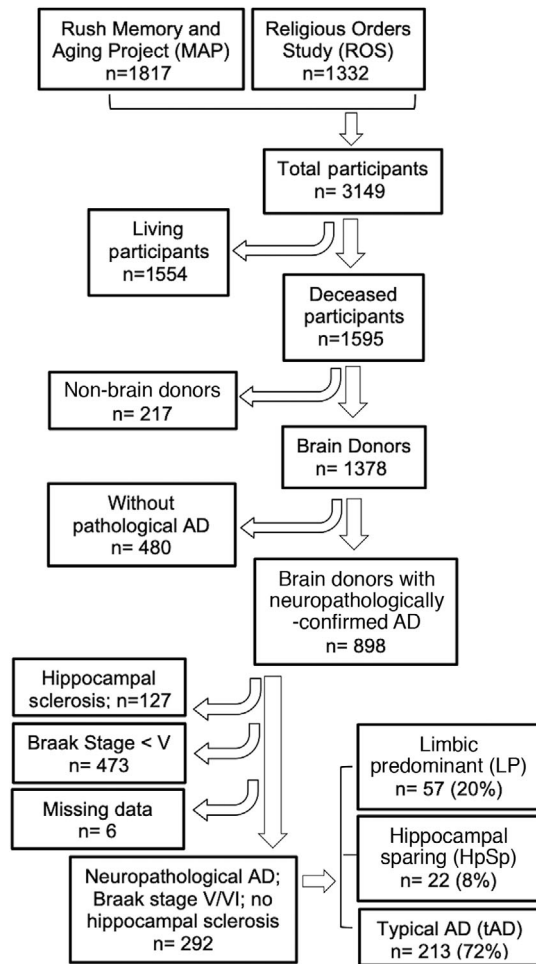 Rush Memory and
Aging Project (MAP)
n=1817
Religious Orders
Study (ROS)
n=1332
Total participants
n= 3149
Living
participants
n=1554
Deceased
participants
n=1595
Non-brain donors
n= 217
Brain Donors
n= 1378
Without
pathological AD
n= 480
Brain donors with
neuropathologically
-confirmed AD
n= 898
Hippocampal
sclerosis; n=127
Braak Stage < V
n= 473
Missing data
n= 6
Neuropathological AD;
Braak stage V/VI; no
hippocampal sclerosis
n= 292
Limbic
predominant (LP)
n= 57 (20%)
Hippocampal
sparing (HpSp)
n= 22 (8%)
Typical AD (tAD)
n= 213 (72%)